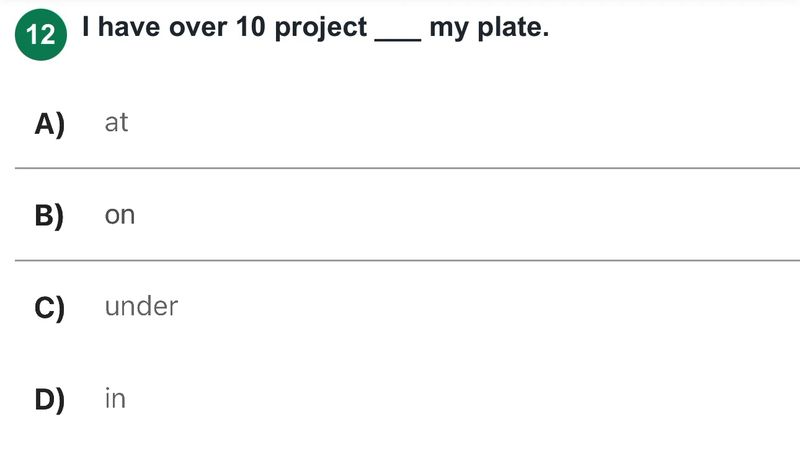 12 I have over 10 project ___ my plate.
A) at
B) on
C) under
D) in